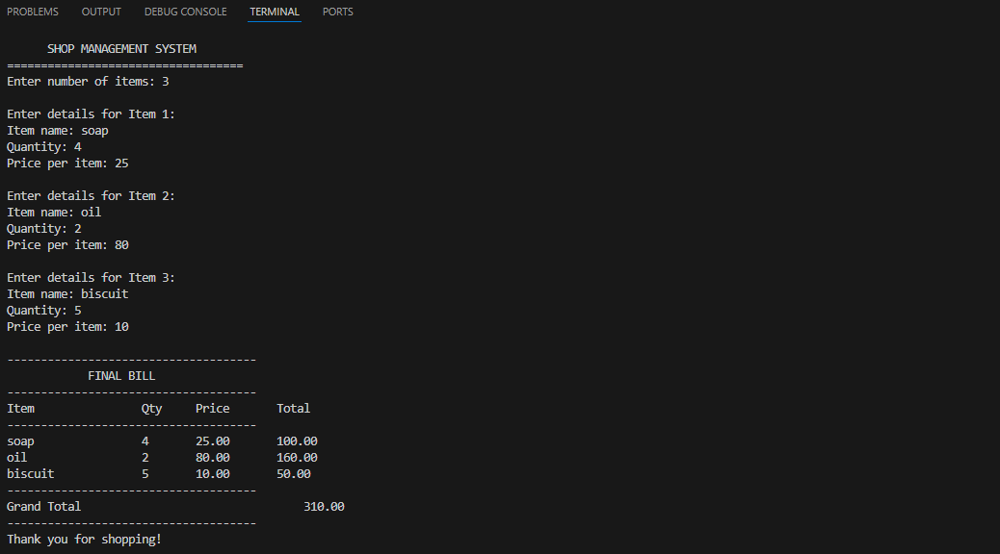 PROBLEMS OUTPUT DEBUG CONSOLE TERMINAL PORTS
SHOP MANAGEMENT SYSTEM
===================================
Enter number of items: 3
Enter details for Item 1:
Item name: soap
Quantity: 4
Price per item: 25
Enter details for Item 2:
Item name: oil
Quantity: 2
Price per item: 80
Enter details for Item 3:
Item name: biscuit
Quantity: 5
Price per item: 10
-------------------------------------
FINAL BILL
-------------------------------------
Item Qty Price Total
-------------------------------------
soap 4 25.00 100.00
oil 2 80.00 160.00
biscuit 5 10.00 50.00
-------------------------------------
Grand Total 310.00
-------------------------------------
Thank you for shopping!